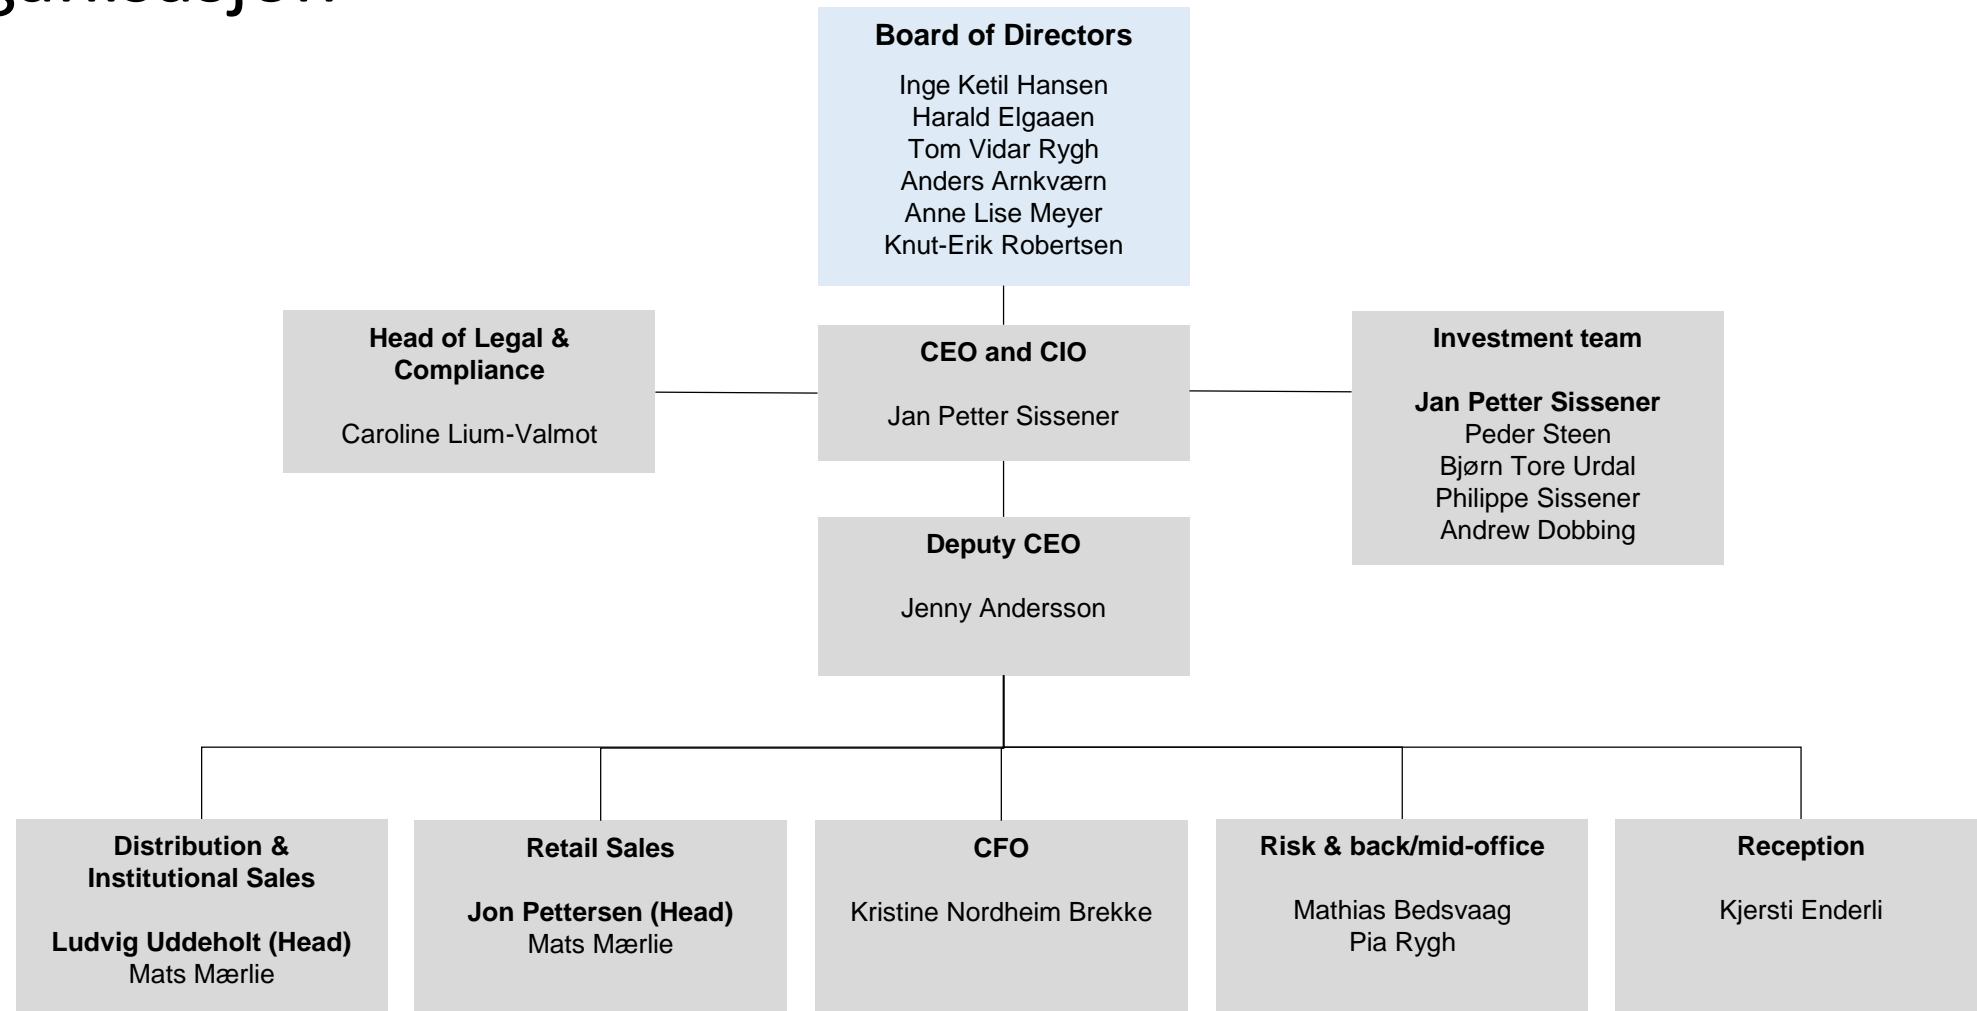 Board of Directors
Inge Ketil Hansen
Harald Elgaaen
Tom Vidar Rygh
Anders Arnkværn
Anne Lise Meyer
Knut-Erik Robertsen
Head of Legal &
Compliance
Caroline Lium-Valmot
CEO and CIO
Jan Petter Sissener
Investment team
Jan Petter Sissener
Peder Steen
Bjørn Tore Urdal
Philippe Sissener
Andrew Dobbing
Deputy CEO
Jenny Andersson
Distribution &
Institutional Sales
Ludvig Uddeholt (Head)
Mats Mærlie
Retail Sales
Jon Pettersen (Head)
Mats Mærlie
CFO
Kristine Nordheim Brekke
Risk & back/mid-office
Mathias Bedsvaag
Pia Rygh
Reception
Kjersti Enderli